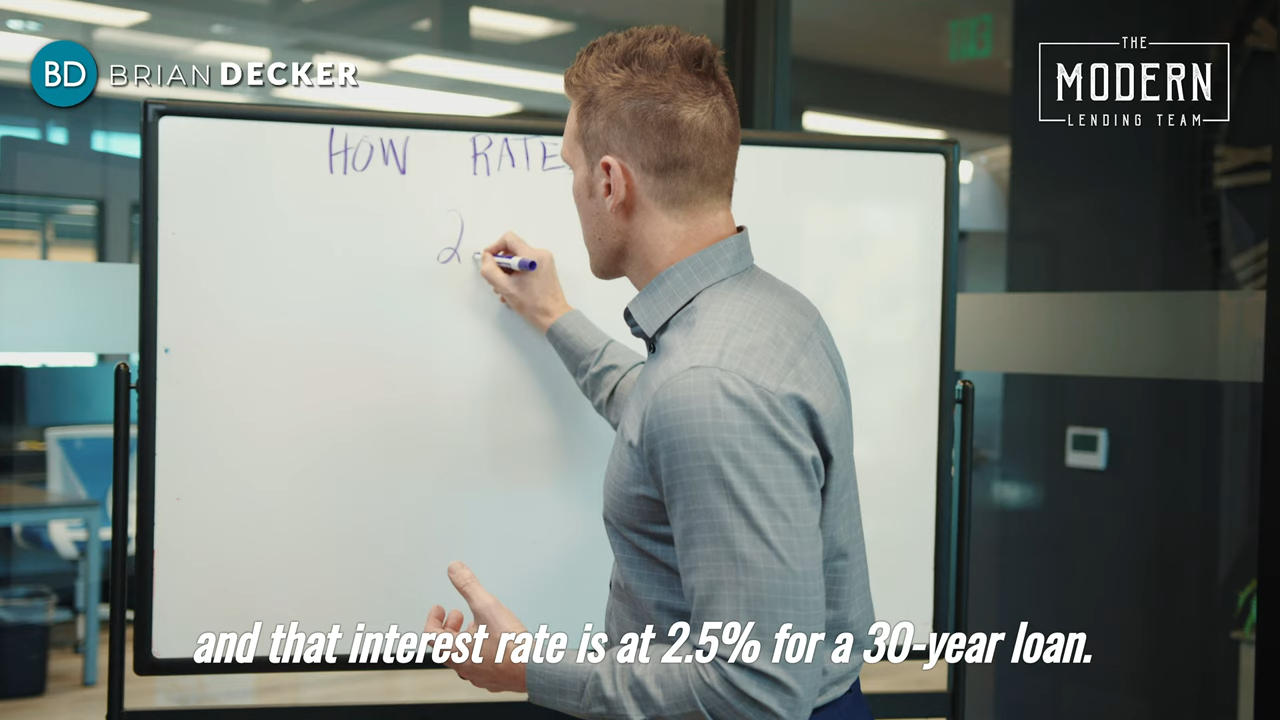 BD BRIAN DECKER
THE
MODERN
LENDING TEAM
HOW RATE
2.
and that interest rate is at 2.5% for a 30-year loan.